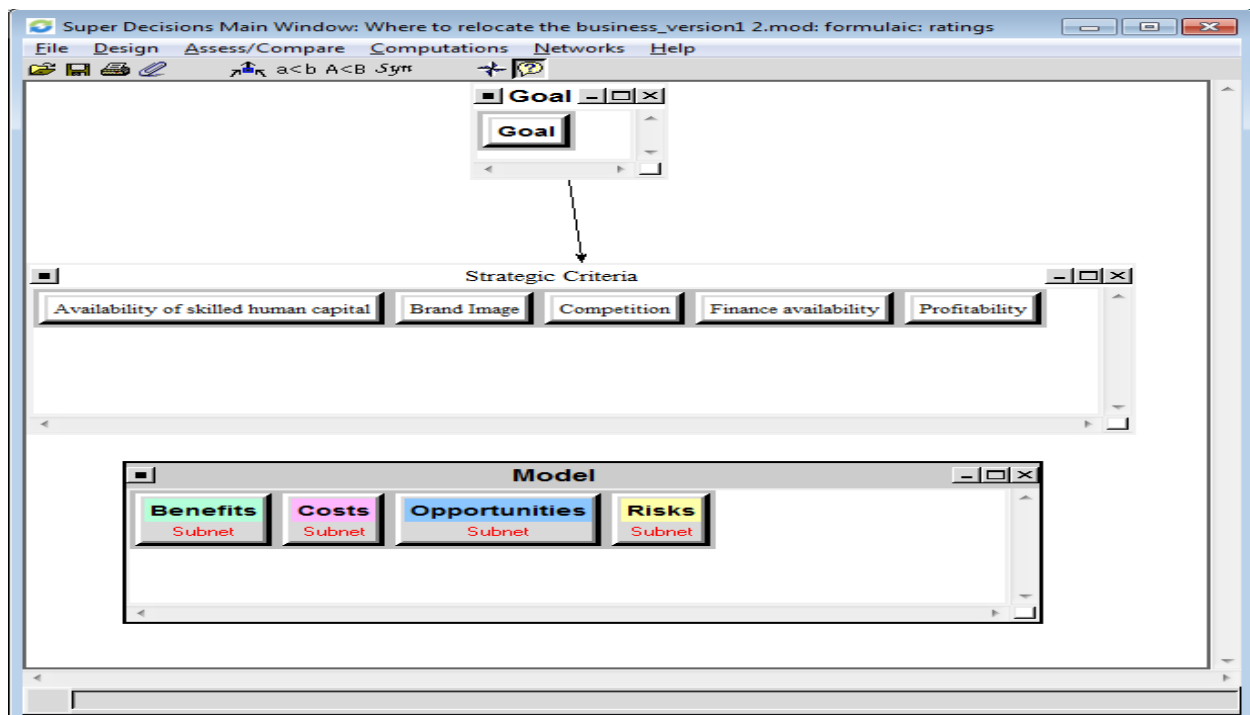 Super Decisions Main Window: Where to relocate the business_version1 2.mod: formulaic: ratings
File Design Assess/Compare Computations Networks Help
a<b A<B Syn
Goal
Goal
Strategic Criteria
Availability of skilled human capital Brand Image Competition Finance availability Profitability
Model
Benefits Costs Opportunities Risks
Subnet Subnet Subnet Subnet